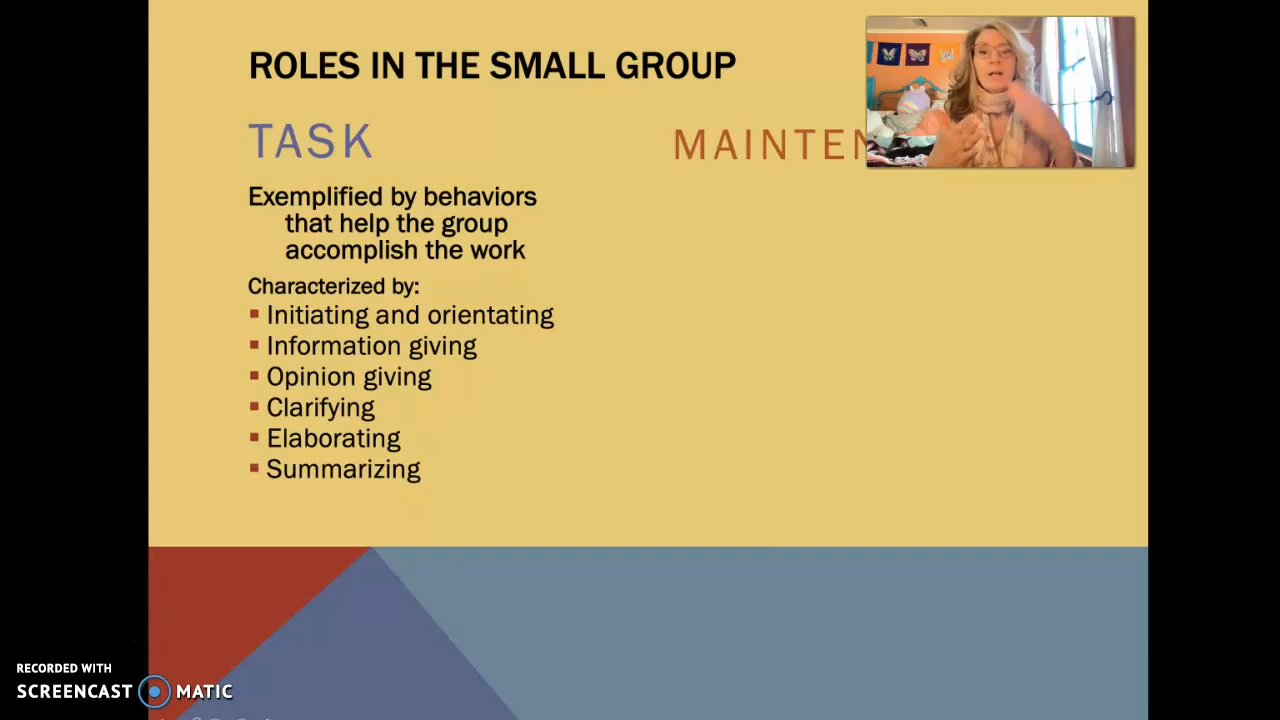 ROLES IN THE SMALL GROUP
TASK
Exemplified by behaviors
that help the group
accomplish the work
Characterized by:
Initiating and orientating
Information giving
Opinion giving
Clarifying
Elaborating
Summarizing
RECORDED WITH
SCREENCAST MATIC